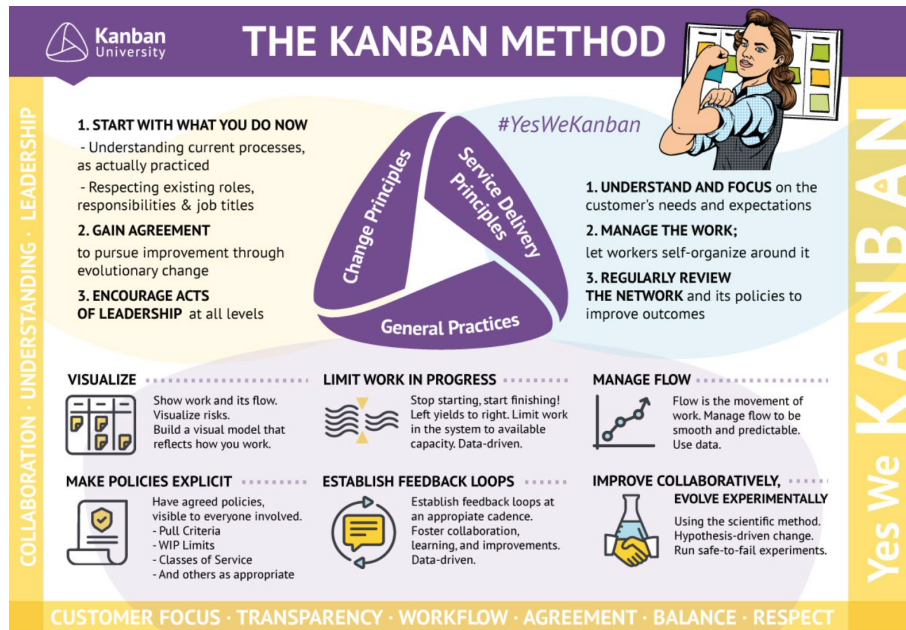 Kanban
University
THE KANBAN METHOD
COLLABORATION · UNDERSTANDING · LEADERSHIP
1. START WITH WHAT YOU DO NOW
- Understanding current processes,
as actually practiced
- Respecting existing roles,
responsibilities & job titles
2. GAIN AGREEMENT
to pursue improvement through
evolutionary change
3. ENCOURAGE ACTS
OF LEADERSHIP at all levels
Change Principles
Service Delivery
Principles
General Practices
#YesWeKanban
1. UNDERSTAND AND FOCUS on the
customer's needs and expectations
2. MANAGE THE WORK;
let workers self-organize around it
3. REGULARLY REVIEW
THE NETWORK and its policies to
improve outcomes
VISUALIZE
Show work and its flow.
Visualize risks.
Build a visual model that
reflects how you work.
LIMIT WORK IN PROGRESS
Stop starting, start finishing!
Left yields to right. Limit work
in the system to available
capacity. Data-driven.
MANAGE FLOW
Flow is the movement of
work. Manage flow to be
smooth and predictable.
Use data.
MAKE POLICIES EXPLICIT
Have agreed policies,
visible to everyone involved.
- Pull Criteria
- WIP Limits
- Classes of Service
- And others as appropriate
ESTABLISH FEEDBACK LOOPS
Establish feedback loops at
an appropiate cadence.
Foster collaboration,
learning, and improvements.
Data-driven.
IMPROVE COLLABORATIVELY,
EVOLVE EXPERIMENTALLY
Using the scientific method.
Hypothesis-driven change.
Run safe-to-fail experiments.
Yes We KANBAN
CUSTOMER FOCUS · TRANSPARENCY · WORKFLOW · AGREEMENT · BALANCE · RESPECT